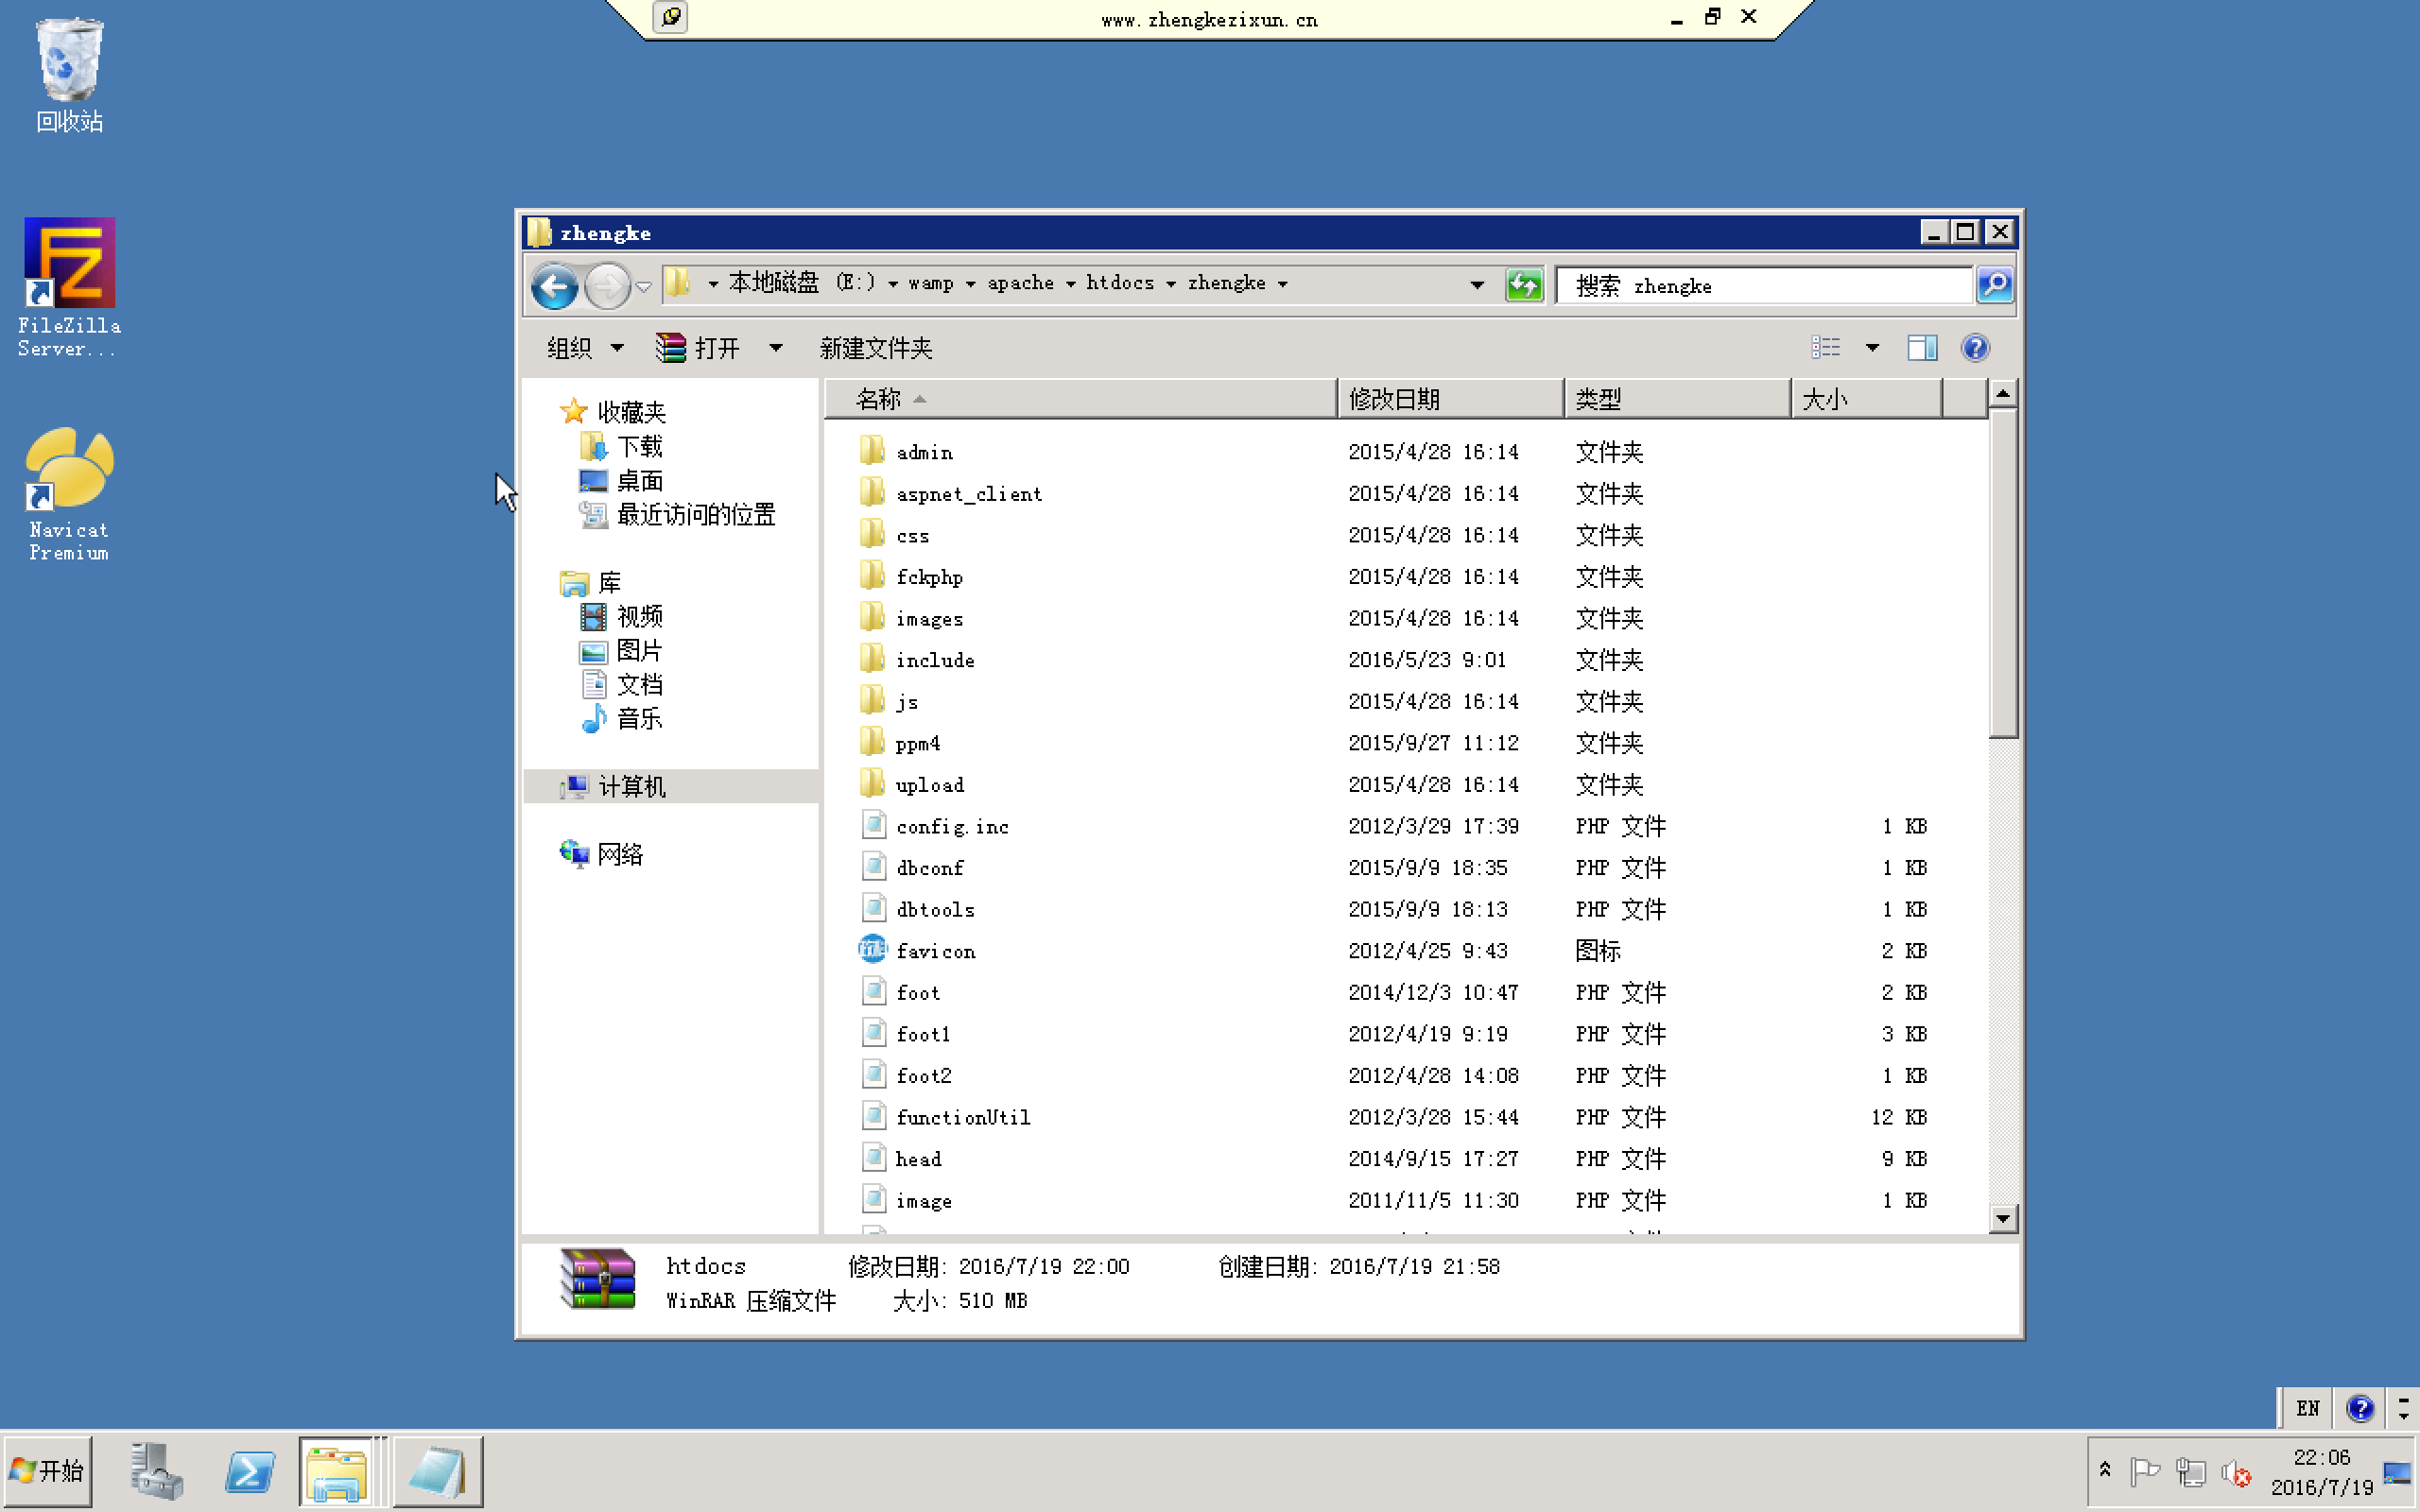 www.zhengkezixun.cn
回收站
FileZilla
Server...
Navicat
Premium
zhengke
本地磁盘 (E:) wamp apache htdocs zhengke
搜索 zhengke
组织 打开 新建文件夹
收藏夹
下载
桌面
最近访问的位置
库
视频
图片
文档
音乐
计算机
网络
名称 修改日期 类型 大小
admin 2015/4/28 16:14 文件夹
aspnet_client 2015/4/28 16:14 文件夹
css 2015/4/28 16:14 文件夹
fckphp 2015/4/28 16:14 文件夹
images 2015/4/28 16:14 文件夹
include 2016/5/23 9:01 文件夹
js 2015/4/28 16:14 文件夹
ppm4 2015/9/27 11:12 文件夹
upload 2015/4/28 16:14 文件夹
config.inc 2012/3/29 17:39 PHP 文件 1 KB
dbconf 2015/9/9 18:35 PHP 文件 1 KB
dbtools 2015/9/9 18:13 PHP 文件 1 KB
favicon 2012/4/25 9:43 图标 2 KB
foot 2014/12/3 10:47 PHP 文件 2 KB
foot1 2012/4/19 9:19 PHP 文件 3 KB
foot2 2012/4/28 14:08 PHP 文件 1 KB
functionUtil 2012/3/28 15:44 PHP 文件 12 KB
head 2014/9/15 17:27 PHP 文件 9 KB
image 2011/11/5 11:30 PHP 文件 1 KB
htdocs 修改日期: 2016/7/19 22:00 创建日期: 2016/7/19 21:58
WinRAR 压缩文件 大小: 510 MB
EN
开始
22:06
2016/7/19